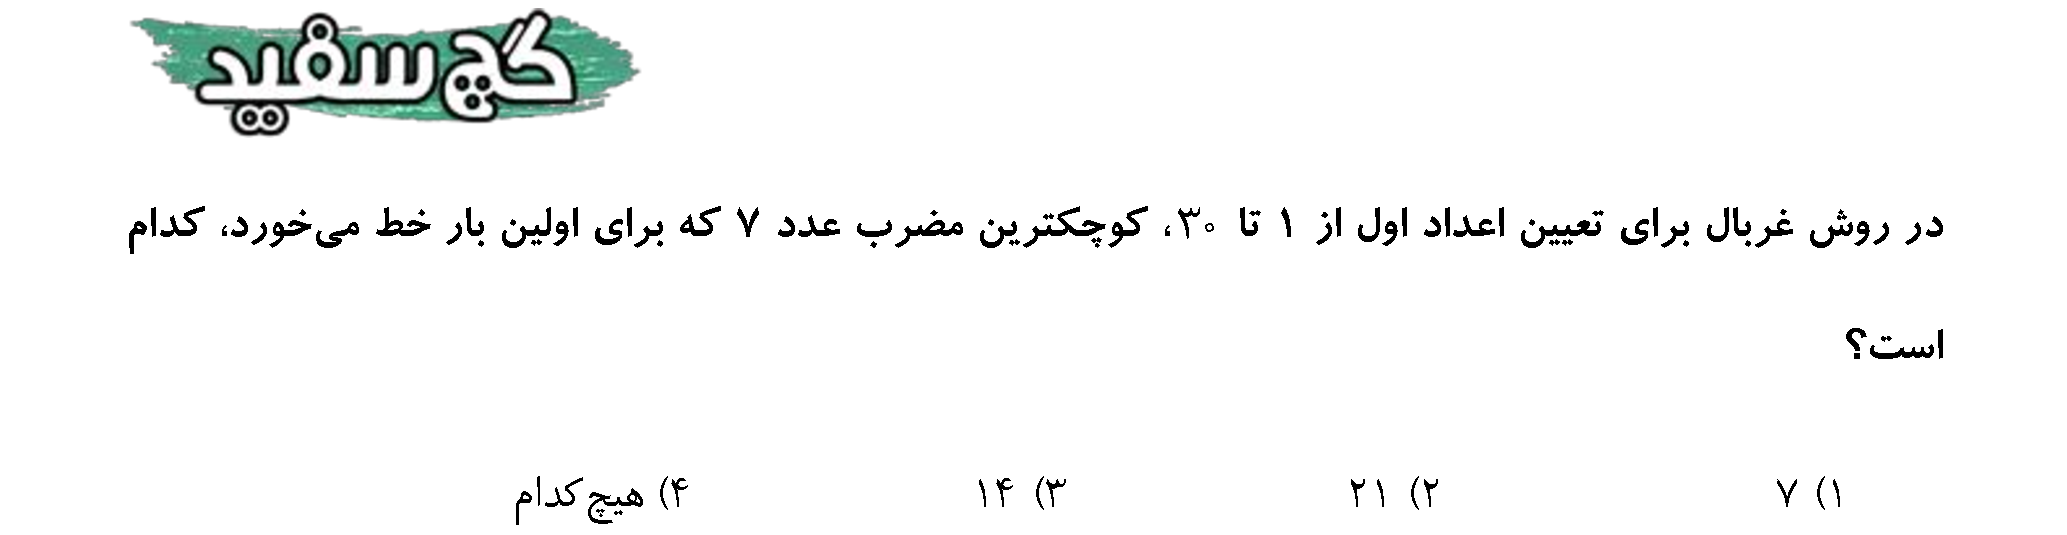 گچ سفید
در روش غربال برای تعیین اعداد اول از ۱ تا ۳۰، کوچکترین مضرب عدد ۷ که برای اولین بار خط می‌خورد، کدام
است؟
۱) ۷ ۲) ۲۱ ۳) ۱۴ ۴) هیچ‌کدام